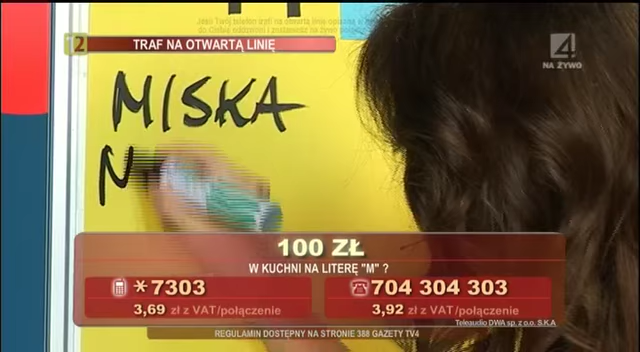 2 TRAF NA OTWARTĄ LINIĘ
4
NA ŻYWO
MISKA
100 ZŁ
W KUCHNI NA LITERĘ "M" ?
*7303
704 304 303
3,69 zł z VAT/połączenie
3,92 zł z VAT/połączenie
Teleaudio DWA sp. z o.o. S.K.A
REGULAMIN DOSTĘPNY NA STRONIE 388 GAZETY TV4